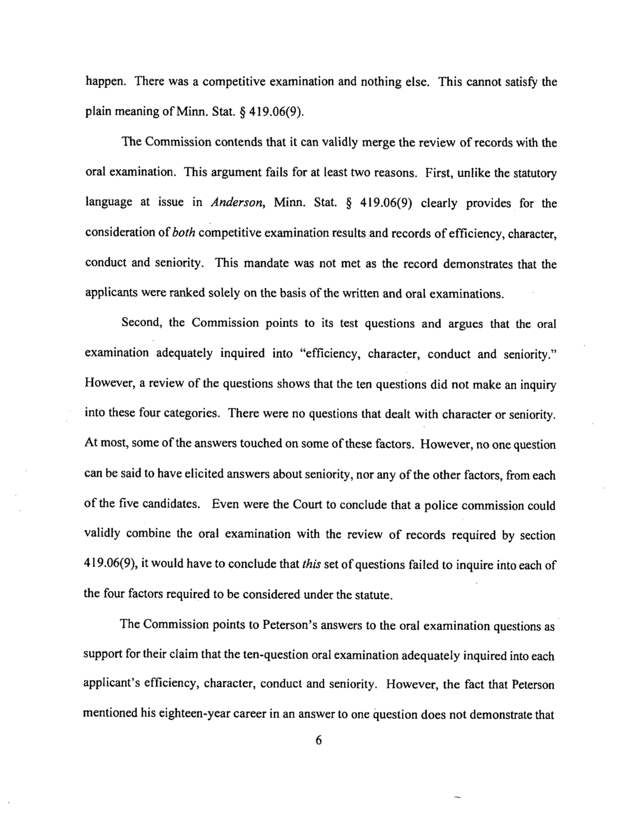 happen. There was a competitive examination and nothing else. This cannot satisfy the
plain meaning of Minn. Stat. § 419.06(9).
The Commission contends that it can validly merge the review of records with the
oral examination. This argument fails for at least two reasons. First, unlike the statutory
language at issue in Anderson, Minn. Stat. § 419.06(9) clearly provides for the
consideration of both competitive examination results and records of efficiency, character,
conduct and seniority. This mandate was not met as the record demonstrates that the
applicants were ranked solely on the basis of the written and oral examinations.
Second, the Commission points to its test questions and argues that the oral
examination adequately inquired into “efficiency, character, conduct and seniority.”
However, a review of the questions shows that the ten questions did not make an inquiry
into these four categories. There were no questions that dealt with character or seniority.
At most, some of the answers touched on some of these factors. However, no one question
can be said to have elicited answers about seniority, nor any of the other factors, from each
of the five candidates. Even were the Court to conclude that a police commission could
validly combine the oral examination with the review of records required by section
419.06(9), it would have to conclude that this set of questions failed to inquire into each of
the four factors required to be considered under the statute.
The Commission points to Peterson’s answers to the oral examination questions as
support for their claim that the ten-question oral examination adequately inquired into each
applicant’s efficiency, character, conduct and seniority. However, the fact that Peterson
mentioned his eighteen-year career in an answer to one question does not demonstrate that
6